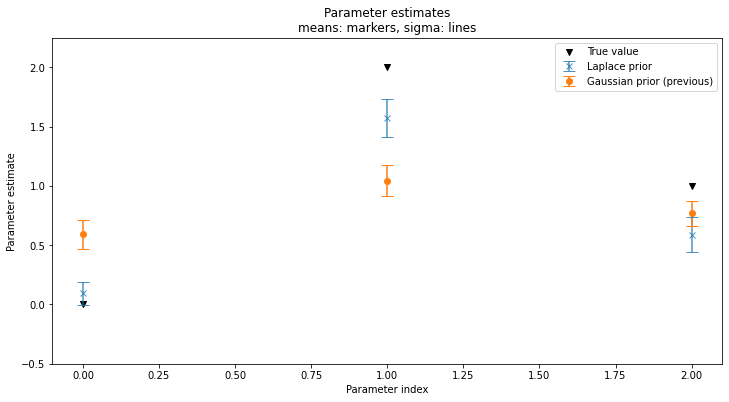 Parameter estimates
means: markers, sigma: lines
True value
Laplace prior
Gaussian prior (previous)
Parameter estimate
2.0
1.5
1.0
0.5
0.0
−0.5
0.00 0.25 0.50 0.75 1.00 1.25 1.50 1.75 2.00
Parameter index